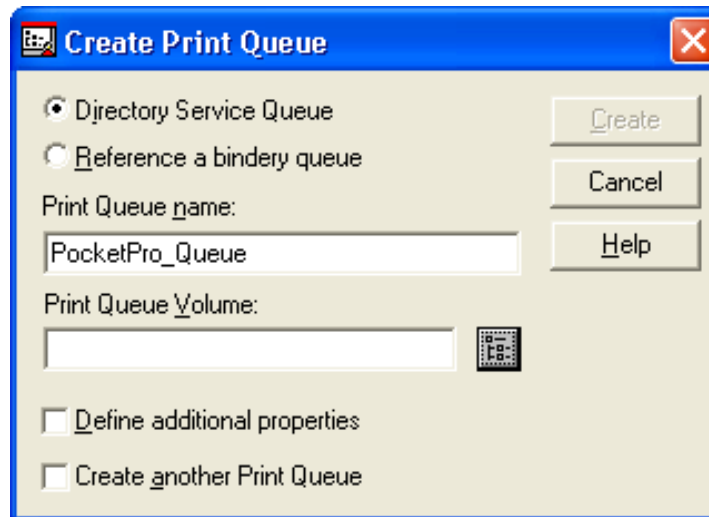 Create Print Queue
Directory Service Queue
Create
Reference a bindery queue
Cancel
Print Queue name:
PocketPro_Queue
Help
Print Queue Volume:
Define additional properties
Create another Print Queue